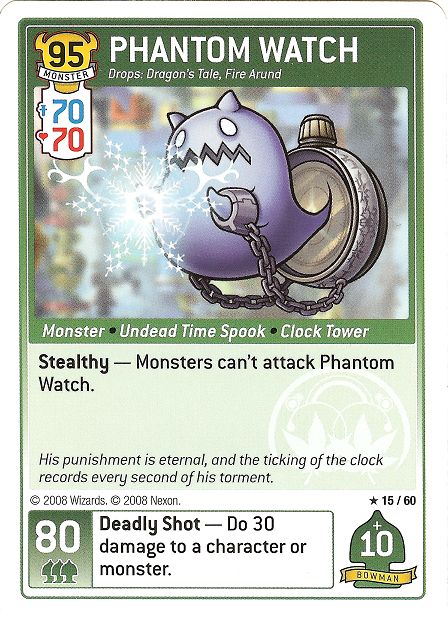 95
MONSTER
PHANTOM WATCH
Drops: Dragon's Tale, Fire Arund
70
70
Monster • Undead Time Spook • Clock Tower
Stealthy — Monsters can't attack Phantom
Watch.
His punishment is eternal, and the ticking of the clock
records every second of his torment.
© 2008 Wizards. © 2008 Nexon.
★ 15 / 60
80
Deadly Shot — Do 30
damage to a character or
monster.
+
10
BOWMAN